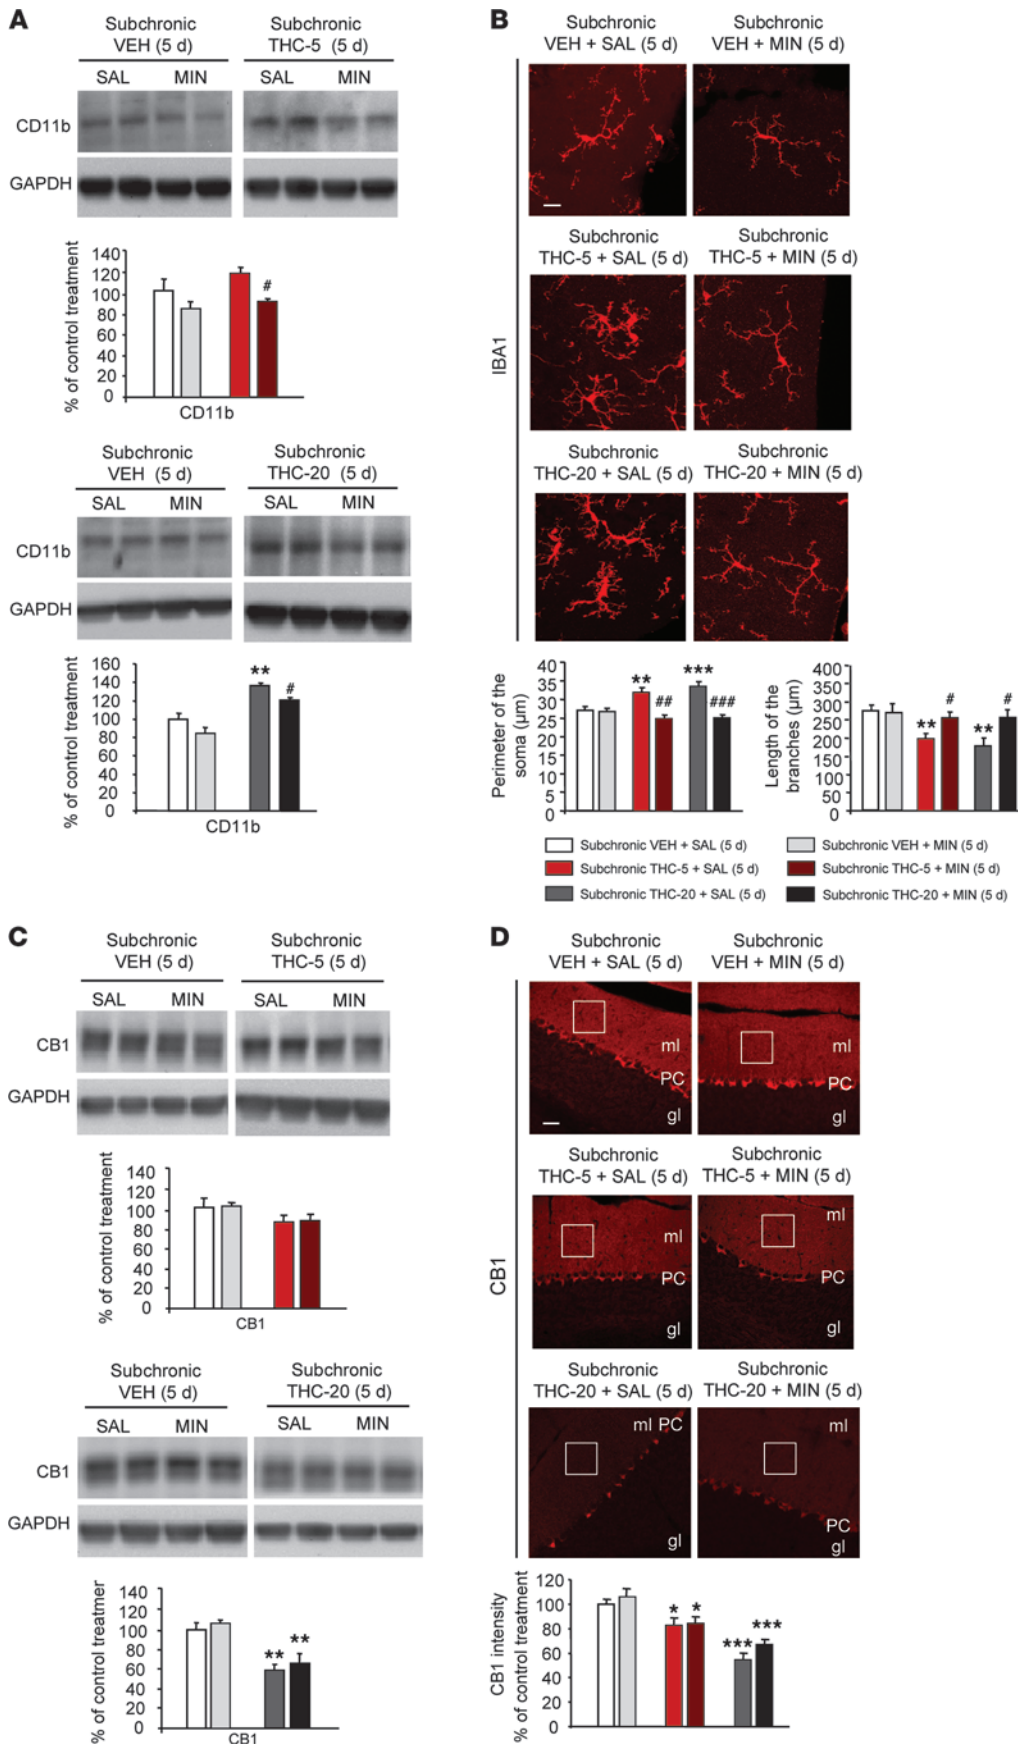 A
Subchronic
VEH (5 d)
Subchronic
THC-5 (5 d)
SAL MIN SAL MIN
CD11b
GAPDH
% of control treatment
140
120
100
80
60
40
20
0
#
CD11b
Subchronic
VEH (5 d)
Subchronic
THC-20 (5 d)
SAL MIN SAL MIN
CD11b
GAPDH
% of control treatment
160
140
120
100
80
60
40
20
0
**
#
CD11b
B
Subchronic
VEH + SAL (5 d)
Subchronic
VEH + MIN (5 d)
Subchronic
THC-5 + SAL (5 d)
Subchronic
THC-5 + MIN (5 d)
IBA1
Subchronic
THC-20 + SAL (5 d)
Subchronic
THC-20 + MIN (5 d)
Perimeter of the
soma (µm)
40
35
30
25
20
15
10
5
0
**
##
***
###
Length of the
branches (µm)
400
350
300
250
200
150
100
50
0
**
#
**
#
Subchronic VEH + SAL (5 d)
Subchronic VEH + MIN (5 d)
Subchronic THC-5 + SAL (5 d)
Subchronic THC-5 + MIN (5 d)
Subchronic THC-20 + SAL (5 d)
Subchronic THC-20 + MIN (5 d)
C
Subchronic
VEH (5 d)
Subchronic
THC-5 (5 d)
SAL MIN SAL MIN
CB1
GAPDH
% of control treatment
140
120
100
80
60
40
20
0
CB1
Subchronic
VEH (5 d)
Subchronic
THC-20 (5 d)
SAL MIN SAL MIN
CB1
GAPDH
% of control treatmer
140
120
100
80
60
40
20
0
**
**
CB1
D
Subchronic
VEH + SAL (5 d)
Subchronic
VEH + MIN (5 d)
ml
PC
gl
ml
PC
gl
Subchronic
THC-5 + SAL (5 d)
Subchronic
THC-5 + MIN (5 d)
CB1
ml
PC
gl
ml
PC
gl
Subchronic
THC-20 + SAL (5 d)
Subchronic
THC-20 + MIN (5 d)
ml PC
gl
ml
PC
gl
CB1 intensity
% of control treatment
120
100
80
60
40
20
0
*
*
***
***